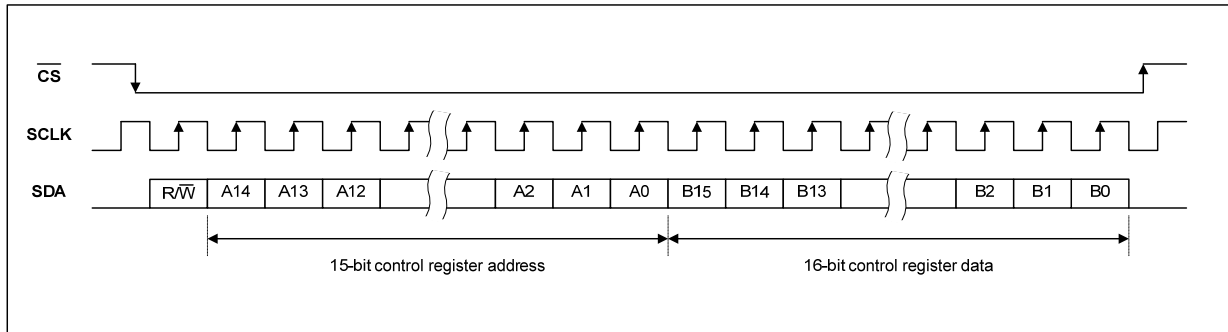 CS
SCLK
SDA R/W A14 A13 A12 A2 A1 A0 B15 B14 B13 B2 B1 B0
15-bit control register address 16-bit control register data